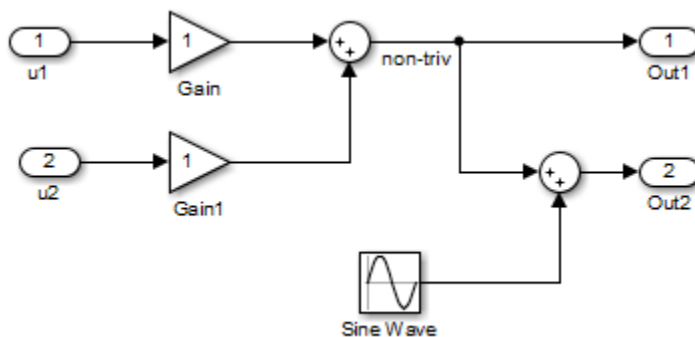 1
u1
1
Gain
++
non-triv
1
Out1
2
u2
1
Gain1
++
2
Out2
Sine Wave